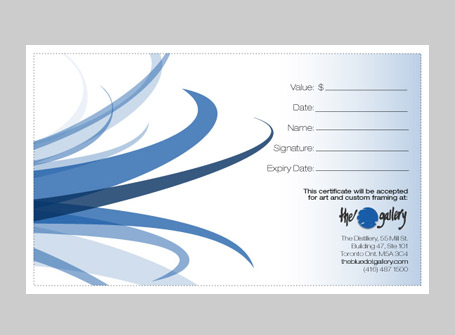 Value: $
Date:
Name:
Signature:
Expiry Date:
This certificate will be accepted
for art and custom framing at:
the gallery
The Distillery, 55 Mill St.
Building 47, Ste 101
Toronto Ont. M5A 3C4
thebluedotgallery.com
(416) 487 1500